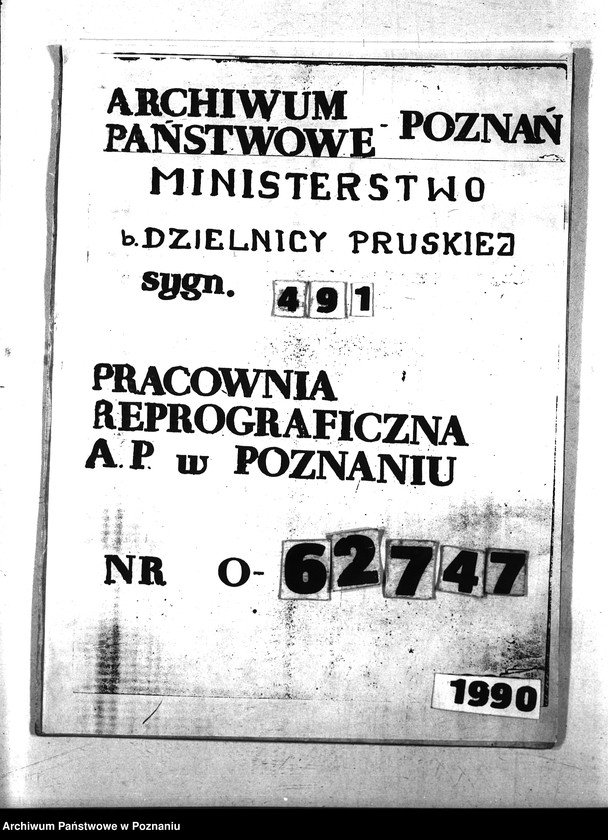 ARCHIWUM
PAŃSTWOWE - POZNAŃ
MINISTERSTWO
b. DZIELNICY PRUSKIEJ
sygn. 491
PRACOWNIA
REPROGRAFICZNA
A.P. w POZNANIU
NR O-62747
1990
Archiwum Państwowe w Poznaniu